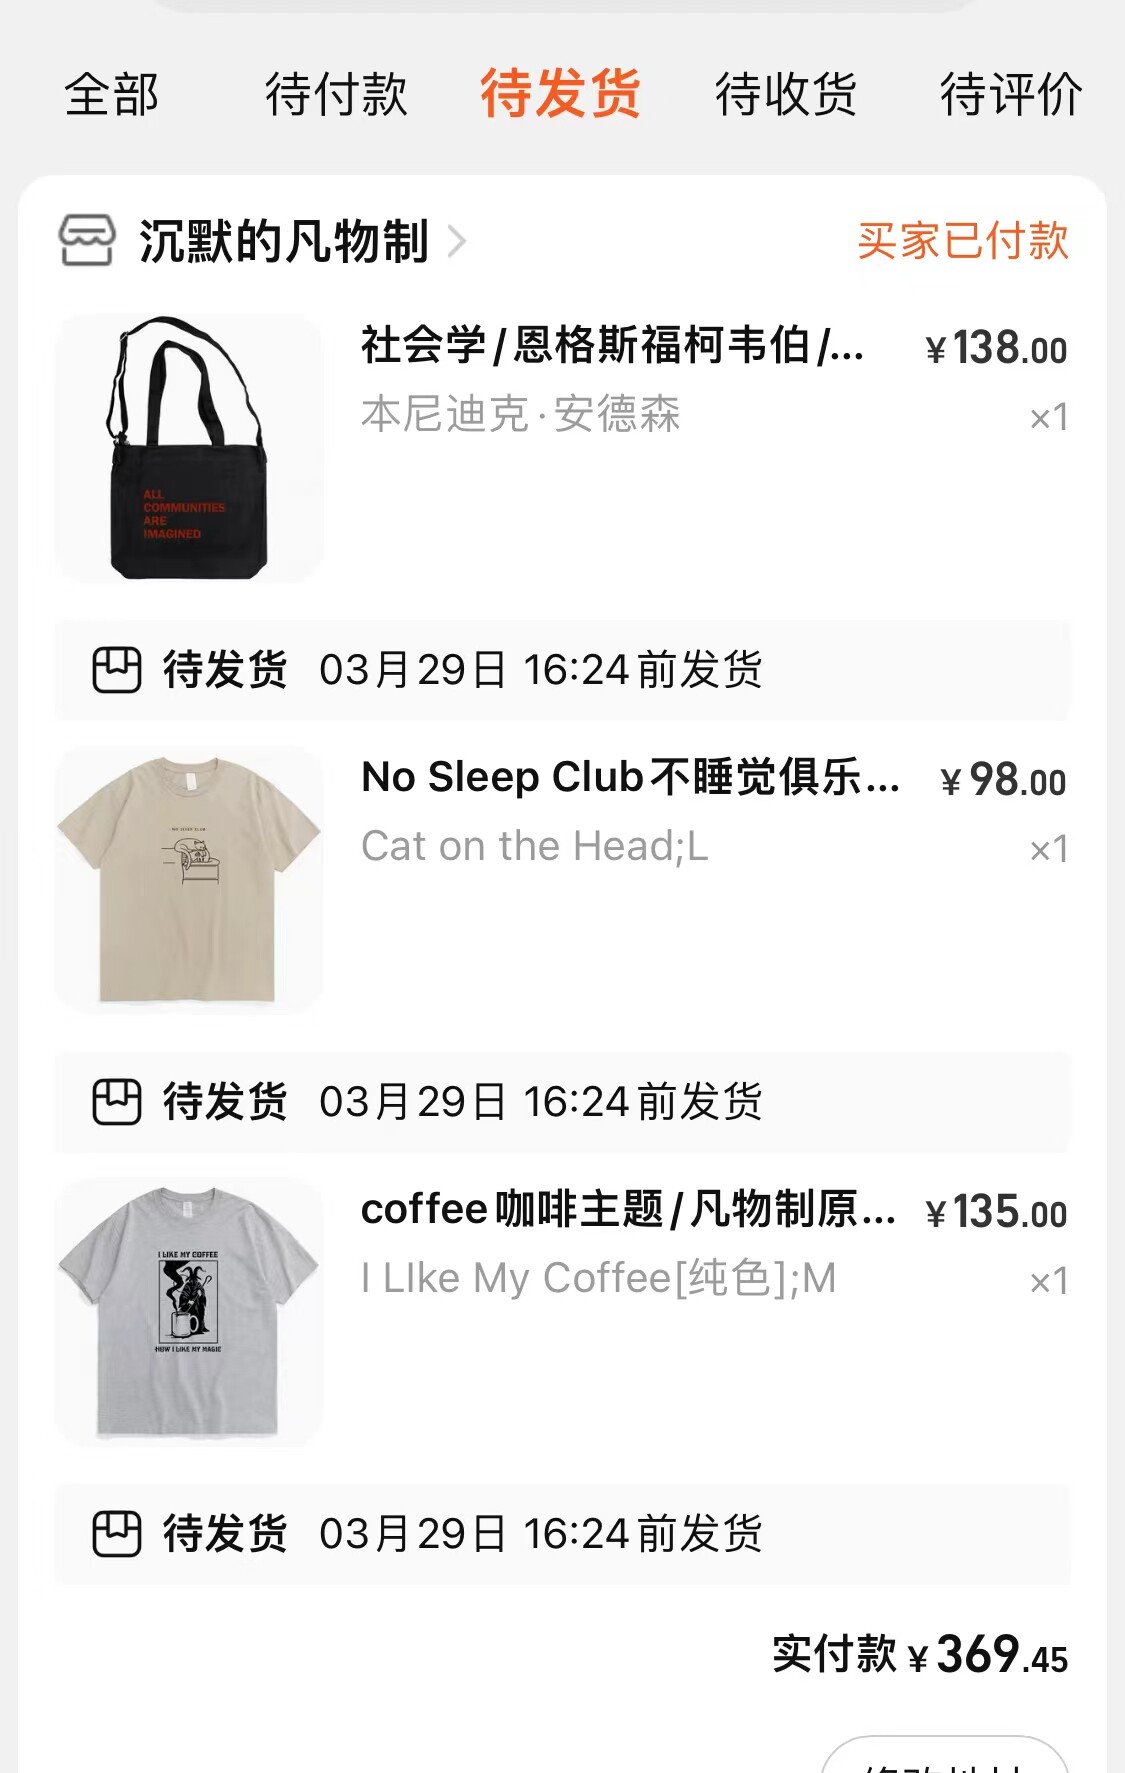 全部 待付款 待发货 待收货 待评价
沉默的凡物制 买家已付款
社会学/恩格斯福柯韦伯/... ¥138.00
本尼迪克·安德森 ×1
ALL
COMMUNITIES
ARE
IMAGINED
待发货 03月29日 16:24前发货
No Sleep Club不睡觉俱乐... ¥98.00
Cat on the Head;L ×1
NO SLEEP CLUB
待发货 03月29日 16:24前发货
coffee咖啡主题/凡物制原... ¥135.00
I LIke My Coffee[纯色];M ×1
I LIKE MY COFFEE
HOW I LIKE MY MAGIC
待发货 03月29日 16:24前发货
实付款 ¥369.45